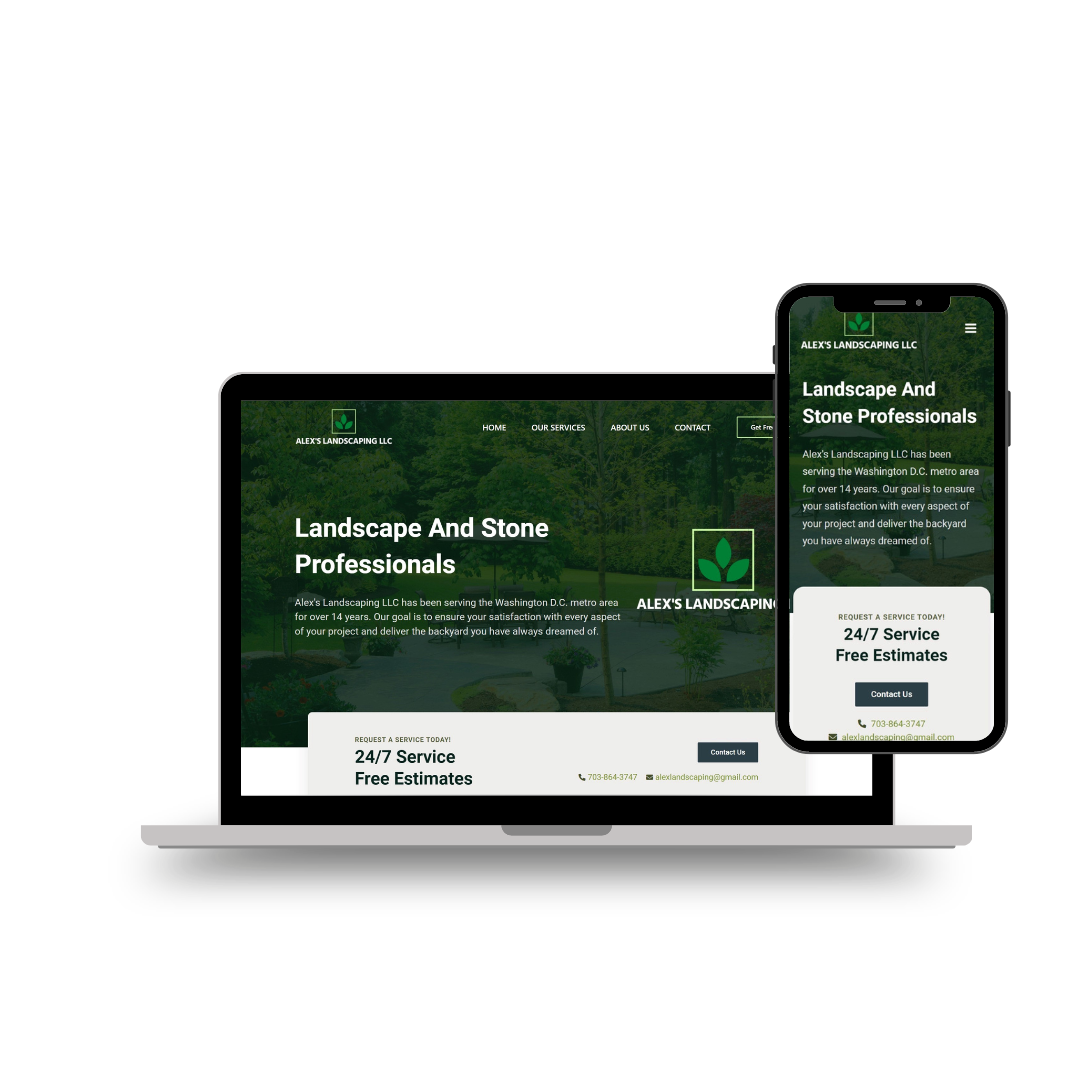 ALEX'S LANDSCAPING LLC
HOME OUR SERVICES ABOUT US CONTACT Get
Landscape And Stone
Professionals
Alex's Landscaping LLC has been serving the Washington D.C. metro area
for over 14 years. Our goal is to ensure your satisfaction with every aspect
of your project and deliver the backyard you have always dreamed of.
ALEX'S LANDSCAPING
REQUEST A SERVICE TODAY!
24/7 Service
Free Estimates
Contact Us
703-864-3747 alexlandscaping@gmail.com
ALEX'S LANDSCAPING LLC
Landscape And
Stone Professionals
Alex's Landscaping LLC has been
serving the Washington D.C. metro area
for over 14 years. Our goal is to ensure
your satisfaction with every aspect of
your project and deliver the backyard
you have always dreamed of.
REQUEST A SERVICE TODAY!
24/7 Service
Free Estimates
Contact Us
703-864-3747
alexlandscaping@gmail.com